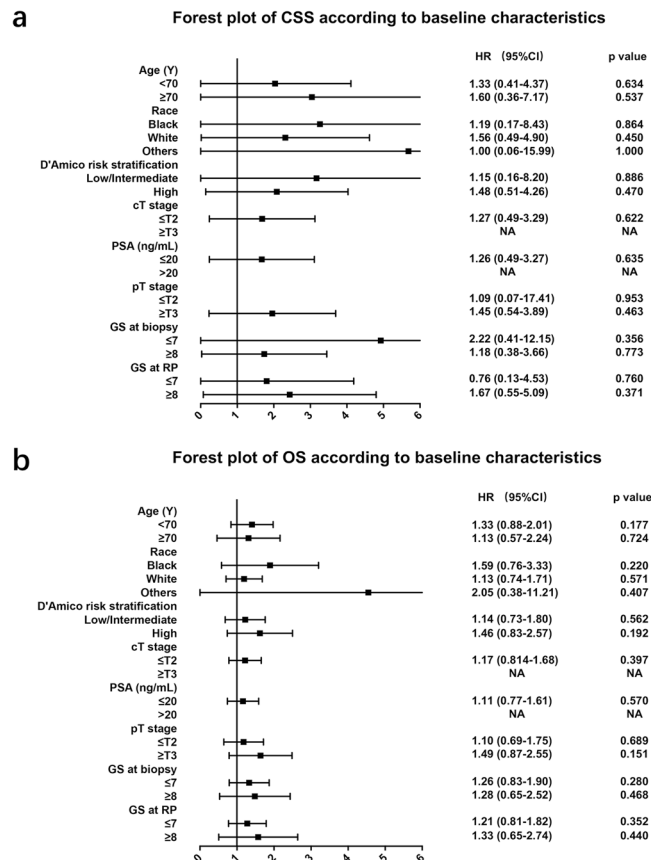 a
Forest plot of CSS according to baseline characteristics
HR (95%CI) p value
Age (Y)
<70 1.33 (0.41-4.37) 0.634
≥70 1.60 (0.36-7.17) 0.537
Race
Black 1.19 (0.17-8.43) 0.864
White 1.56 (0.49-4.90) 0.450
Others 1.00 (0.06-15.99) 1.000
D'Amico risk stratification
Low/Intermediate 1.15 (0.16-8.20) 0.886
High 1.48 (0.51-4.26) 0.470
cT stage
≤T2 1.27 (0.49-3.29) 0.622
≥T3 NA NA
PSA (ng/mL)
≤20 1.26 (0.49-3.27) 0.635
>20 NA NA
pT stage
≤T2 1.09 (0.07-17.41) 0.953
≥T3 1.45 (0.54-3.89) 0.463
GS at biopsy
≤7 2.22 (0.41-12.15) 0.356
≥8 1.18 (0.38-3.66) 0.773
GS at RP
≤7 0.76 (0.13-4.53) 0.760
≥8 1.67 (0.55-5.09) 0.371
0 1 2 3 4 5 6
b
Forest plot of OS according to baseline characteristics
HR (95%CI) p value
Age (Y)
<70 1.33 (0.88-2.01) 0.177
≥70 1.13 (0.57-2.24) 0.724
Race
Black 1.59 (0.76-3.33) 0.220
White 1.13 (0.74-1.71) 0.571
Others 2.05 (0.38-11.21) 0.407
D'Amico risk stratification
Low/Intermediate 1.14 (0.73-1.80) 0.562
High 1.46 (0.83-2.57) 0.192
cT stage
≤T2 1.17 (0.814-1.68) 0.397
≥T3 NA NA
PSA (ng/mL)
≤20 1.11 (0.77-1.61) 0.570
>20 NA NA
pT stage
≤T2 1.10 (0.69-1.75) 0.689
≥T3 1.49 (0.87-2.55) 0.151
GS at biopsy
≤7 1.26 (0.83-1.90) 0.280
≥8 1.28 (0.65-2.52) 0.468
GS at RP
≤7 1.21 (0.81-1.82) 0.352
≥8 1.33 (0.65-2.74) 0.440
0 1 2 3 4 5 6